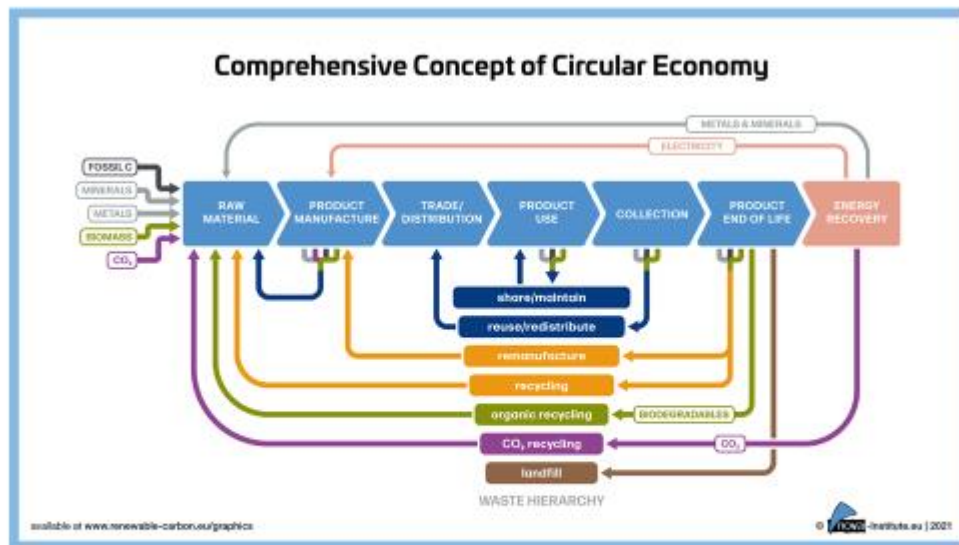 Comprehensive Concept of Circular Economy
METALS & MINERALS
ELECTRICITY
FOSSIL C
MINERALS
METALS
BIOMASS
CO₂
RAW
MATERIAL
PRODUCT
MANUFACTURE
TRADE/
DISTRIBUTION
PRODUCT
USE
COLLECTION
PRODUCT
END OF LIFE
ENERGY
RECOVERY
share/maintain
reuse/redistribute
remanufacture
recycling
organic recycling
BIODEGRADABLES
CO₂ recycling
CO₂
landfill
WASTE HIERARCHY
available at www.renewable-carbon.eu/graphics
© nova-Institute.eu | 2021